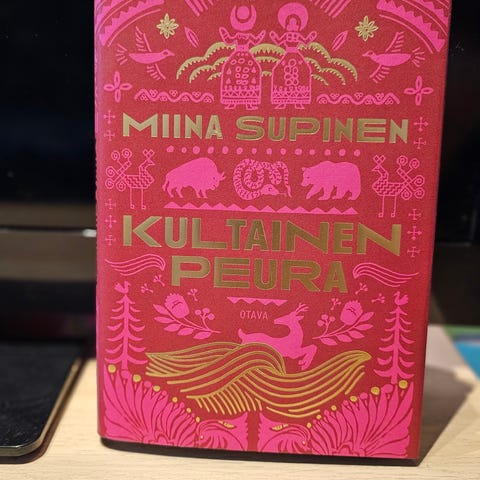 MIINA SUPINEN
KULTAINEN
PEURA
OTAVA